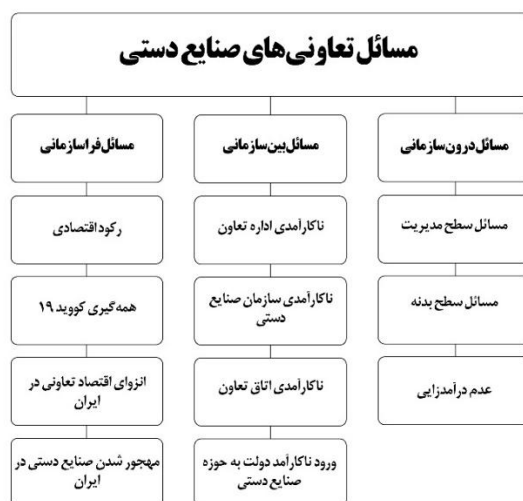 مسائل تعاونی‌های صنایع دستی
مسائل درون‌سازمانی
مسائل سطح مدیریت
مسائل سطح بدنه
عدم درآمدزایی
مسائل بین‌سازمانی
ناکارآمدی اداره تعاون
ناکارآمدی سازمان صنایع
دستی
ناکارآمدی اتاق تعاون
ورود ناکارآمد دولت به حوزه
صنایع دستی
مسائل فراسازمانی
رکود اقتصادی
همه‌گیری کووید ۱۹
انزوای اقتصاد تعاونی در
ایران
مهجور شدن صنایع دستی در
ایران